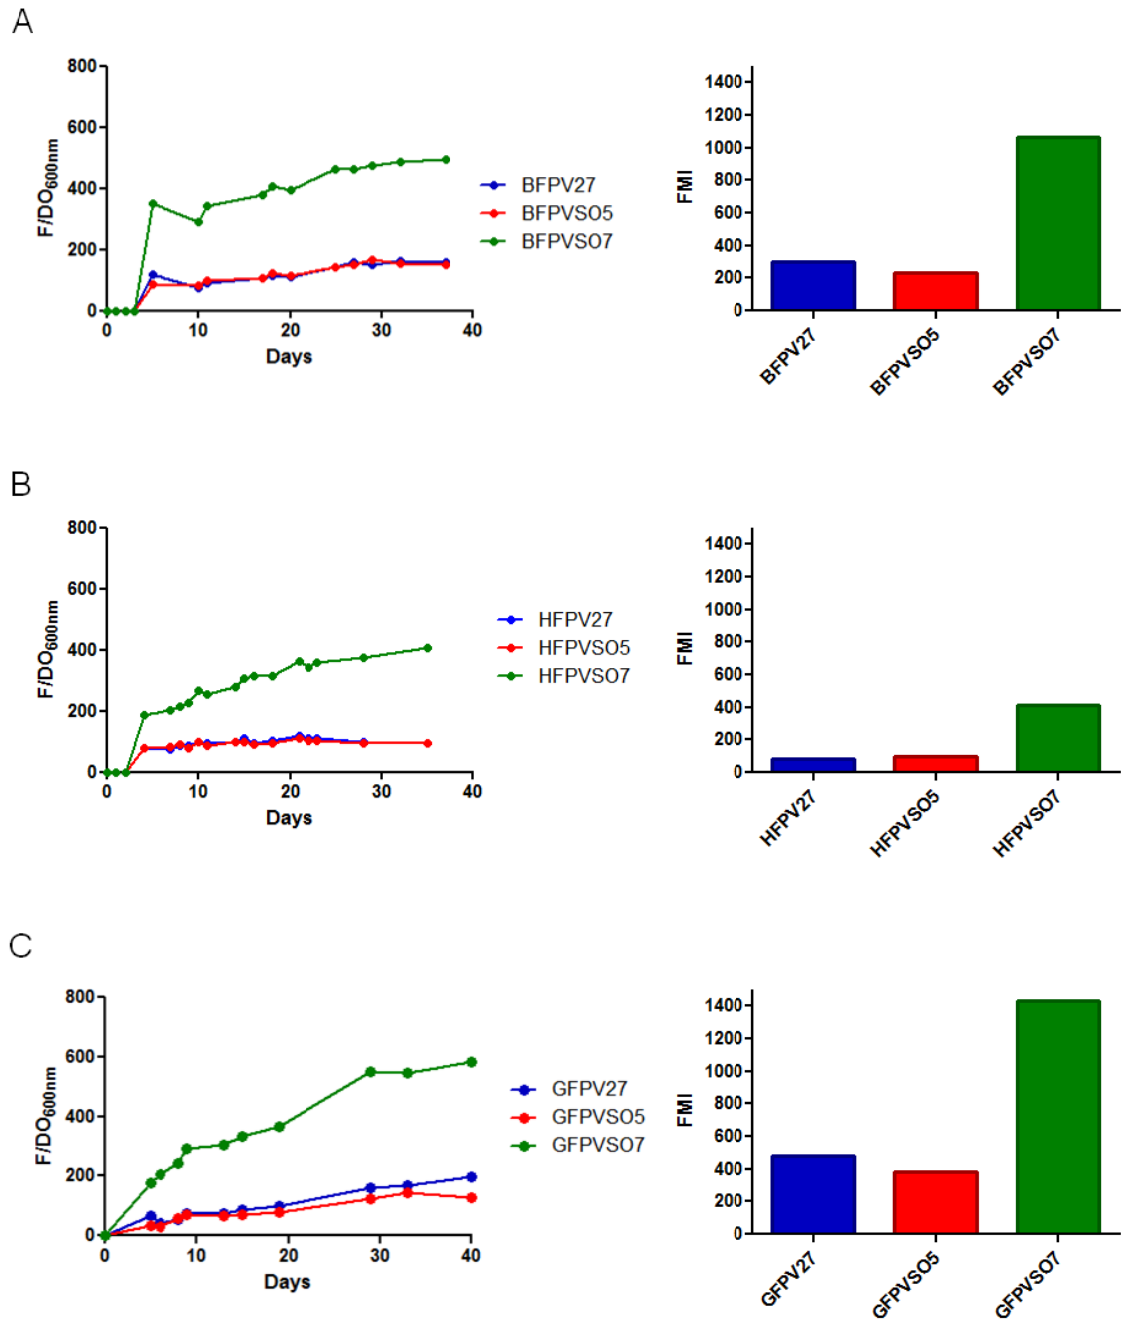 A
800
600
400
200
0
F/DO600nm
0 10 20 30 40
Days
BFPV27
BFPVSO5
BFPVSO7
1400
1200
1000
800
600
400
200
0
FMI
BFPV27
BFPVSO5
BFPVSO7
B
800
600
400
200
0
F/DO600nm
0 10 20 30 40
Days
HFPV27
HFPVSO5
HFPVSO7
1400
1200
1000
800
600
400
200
0
FMI
HFPV27
HFPVSO5
HFPVSO7
C
800
600
400
200
0
F/DO600nm
0 10 20 30 40
Days
GFPV27
GFPVSO5
GFPVSO7
1400
1200
1000
800
600
400
200
0
FMI
GFPV27
GFPVSO5
GFPVSO7